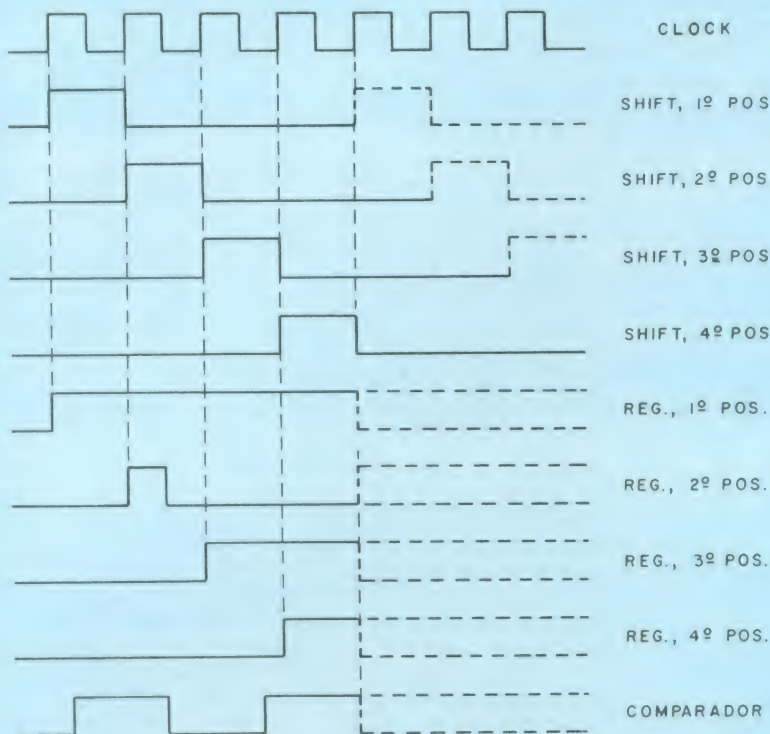 CLOCK
SHIFT, 1º POS
SHIFT, 2º POS
SHIFT, 3º POS
SHIFT, 4º POS
REG., 1º POS.
REG., 2º POS.
REG., 3º POS.
REG., 4º POS.
COMPARADOR